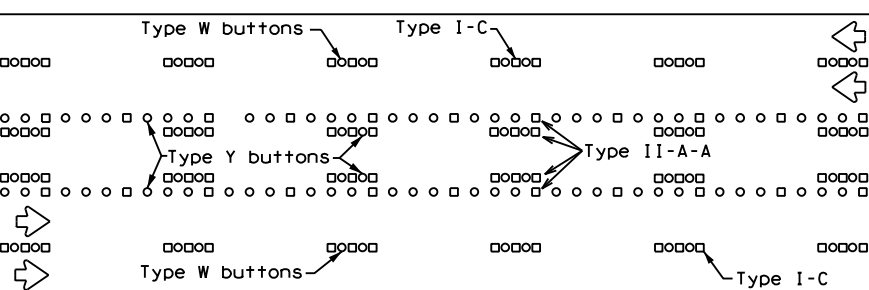 Type W buttons
Type I-C
Type Y buttons
Type II-A-A
Type W buttons
Type I-C